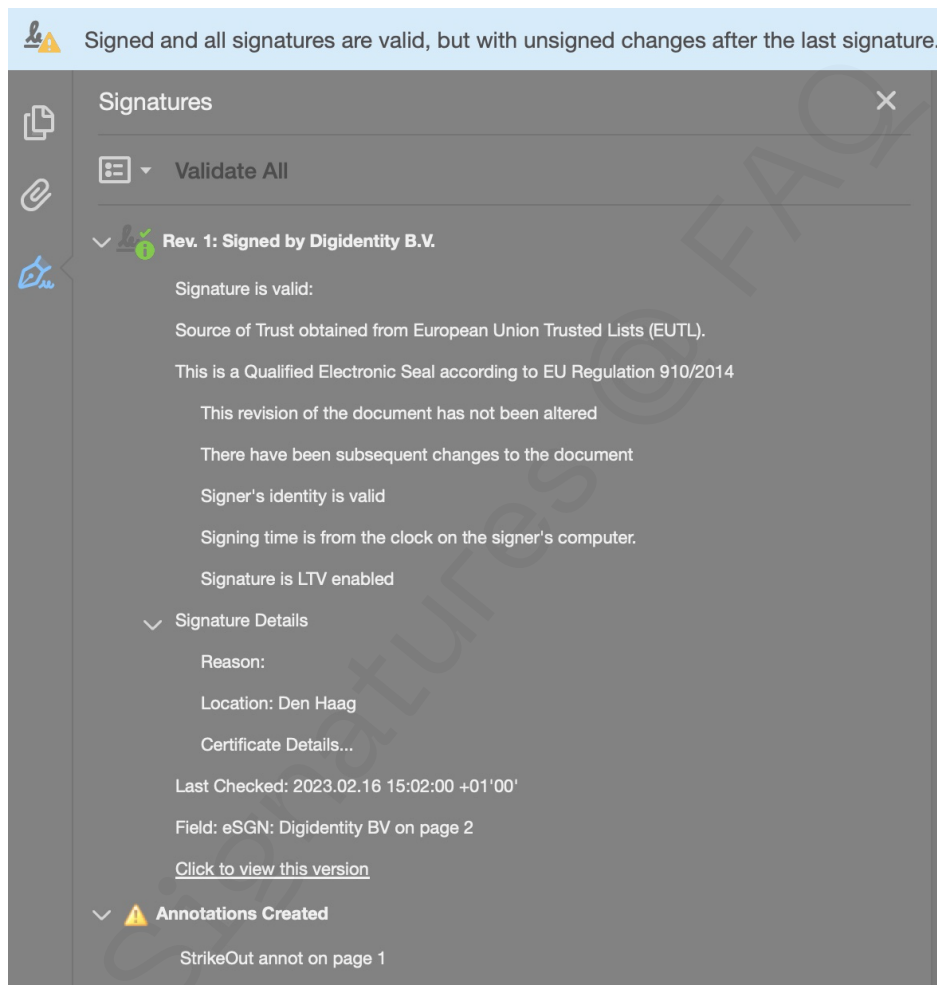 Signed and all signatures are valid, but with unsigned changes after the last signature.
Signatures
Validate All
Rev. 1: Signed by Digidentity B.V.
Signature is valid:
Source of Trust obtained from European Union Trusted Lists (EUTL).
This is a Qualified Electronic Seal according to EU Regulation 910/2014
This revision of the document has not been altered
There have been subsequent changes to the document
Signer's identity is valid
Signing time is from the clock on the signer's computer.
Signature is LTV enabled
Signature Details
Reason:
Location: Den Haag
Certificate Details...
Last Checked: 2023.02.16 15:02:00 +01'00'
Field: eSGN: Digidentity BV on page 2
Click to view this version
Annotations Created
StrikeOut annot on page 1
Signatures @ FAQ